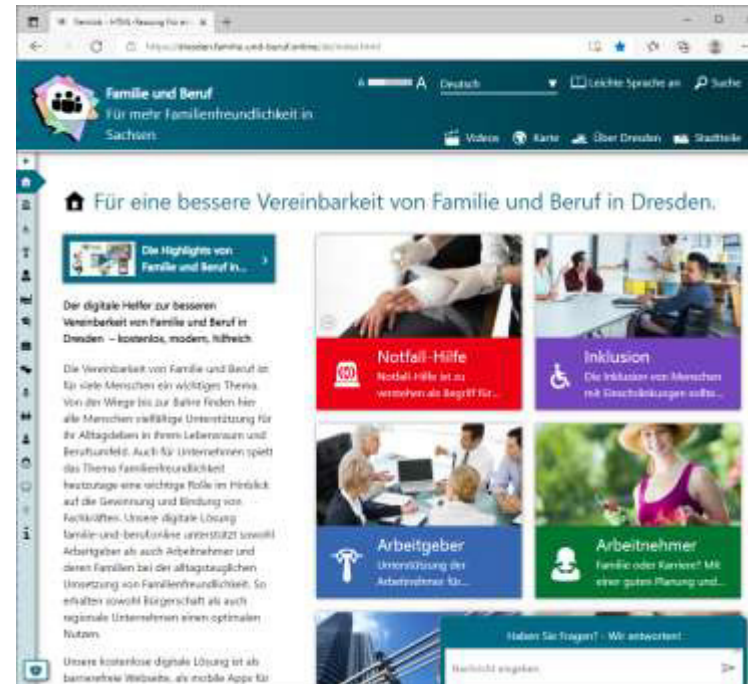 Familie und Beruf
Für mehr Familienfreundlichkeit in
Sachsen
A A Deutsch Leichte Sprache an Suche
Videos Karte Über Dresden Stadtteile
Für eine bessere Vereinbarkeit von Familie und Beruf in Dresden.
Die Highlights von
Familie und Beruf in...
Der digitale Helfer zur besseren
Vereinbarkeit von Familie und Beruf in
Dresden – kostenlos, modern, hilfreich
Die Vereinbarkeit von Familie und Beruf ist
für viele Menschen ein wichtiges Thema.
Von der Wiege bis zur Bahre finden hier
alle Menschen vielfältige Unterstützung für
ihr Alltagsleben in ihrem Lebensraum und
Berufsumfeld. Auch für Unternehmen spielt
das Thema Familienfreundlichkeit
heutzutage eine wichtige Rolle im Hinblick
auf die Gewinnung und Bindung von
Fachkräften. Unsere digitale Lösung
familie-und-beruf.online unterstützt sowohl
Arbeitgeber als auch Arbeitnehmer und
deren Familien bei der alltagstauglichen
Umsetzung von Familienfreundlichkeit. So
erhalten sowohl Bürgerschaft als auch
regionale Unternehmen einen optimalen
Nutzen.
Unsere kostenlose digitale Lösung ist als
barrierefreie Webseite, als mobile Apps für
Notfall-Hilfe
Notfall-Hilfe ist zu
verstehen als Begriff für...
Inklusion
Die Inklusion von Menschen
mit Einschränkungen sollte...
Arbeitgeber
Unterstützung der
Arbeitnehmer für...
Arbeitnehmer
Familie oder Karriere? Mit
einer guten Planung und...
Haben Sie Fragen? - Wir antworten!
Nachricht eingeben